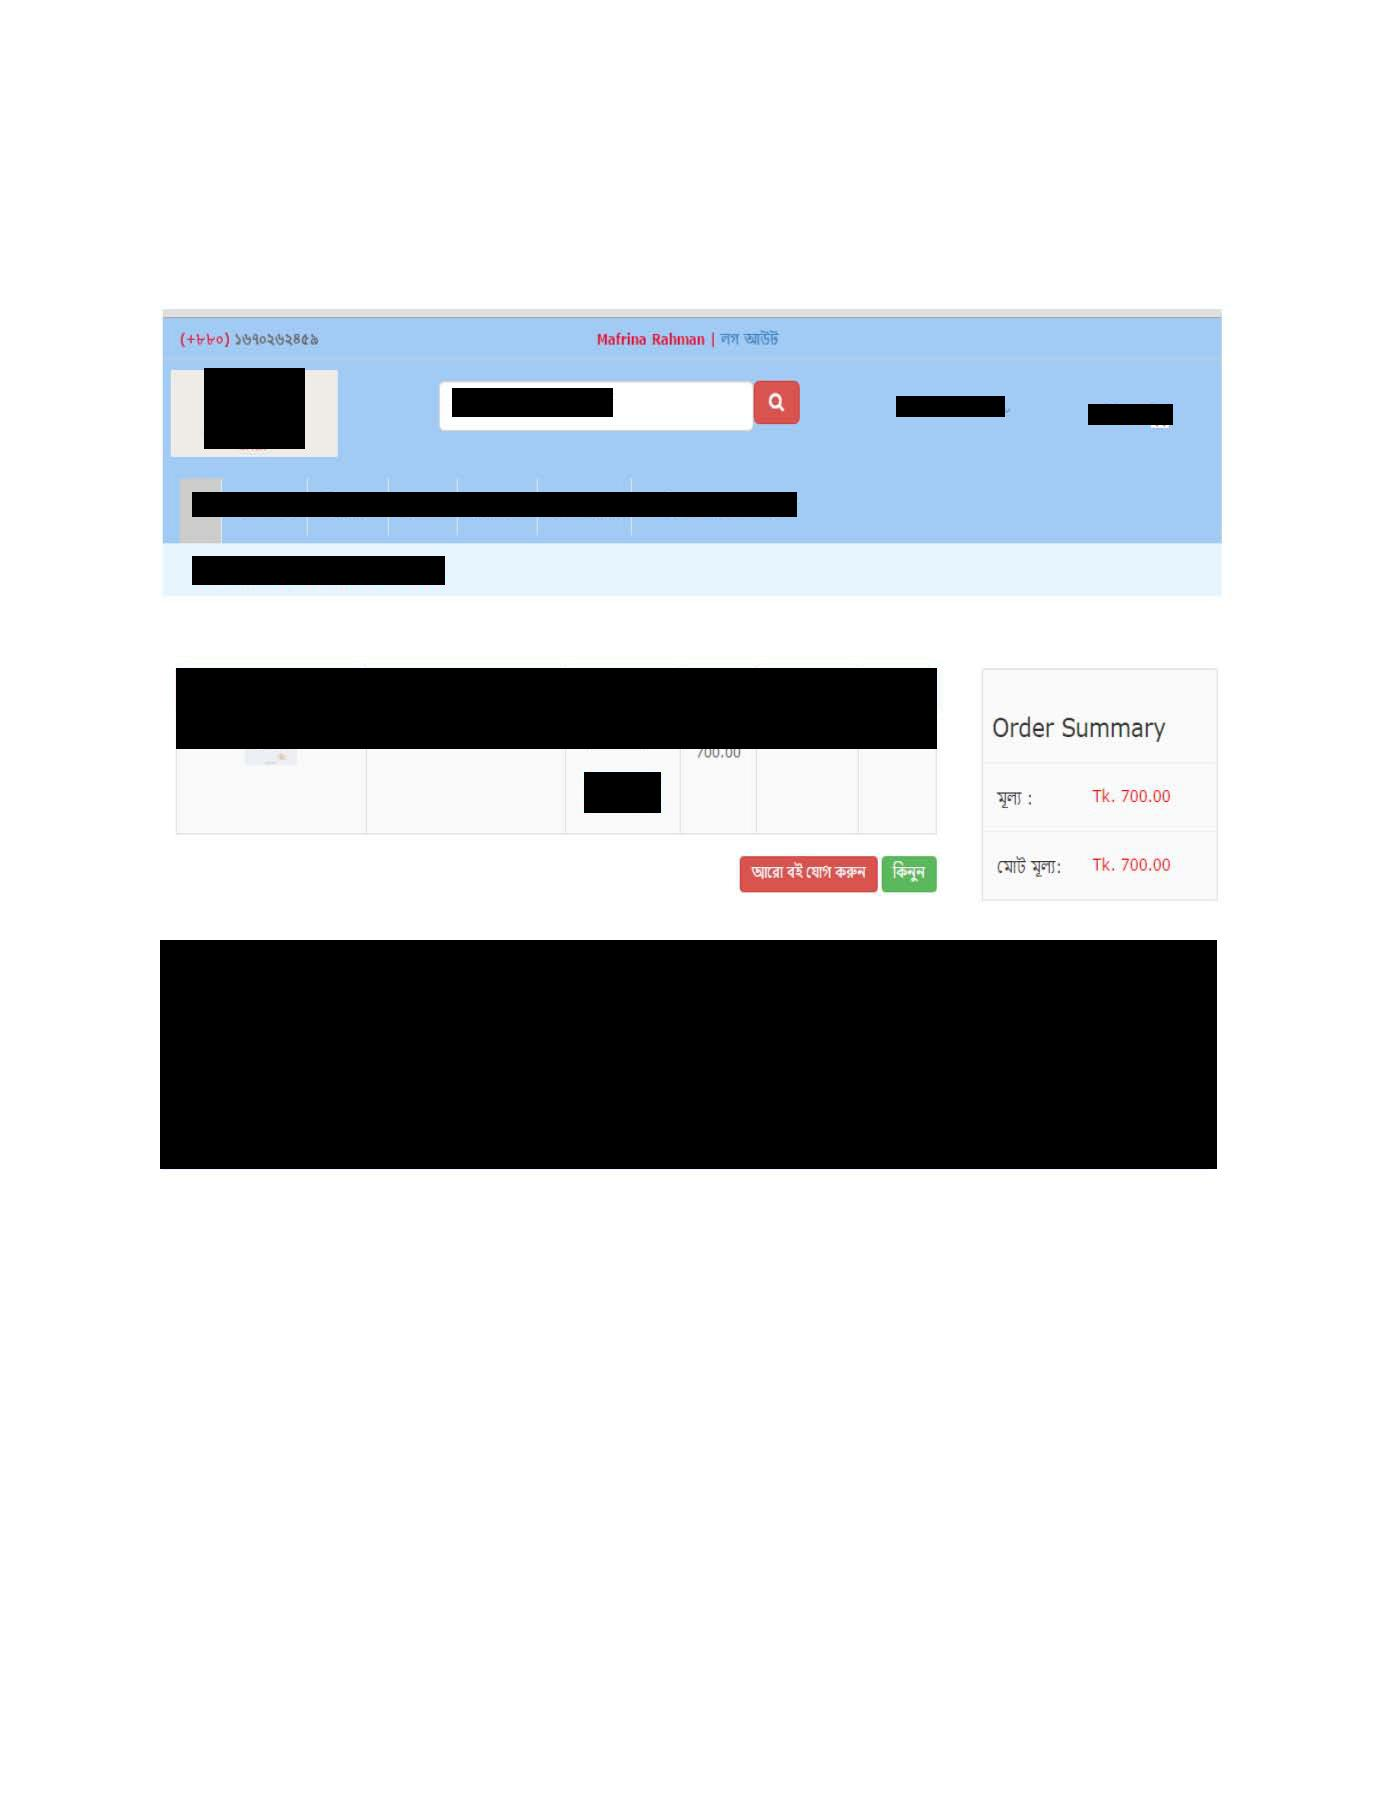 (+৮৮০) ১৬৭০২৬২৪৫৯
Mafrina Rahman | লগ আউট
700.00
Order Summary
মূল্য : Tk. 700.00
মোট মূল্য: Tk. 700.00
আরো বই যোগ করুন কিনুন